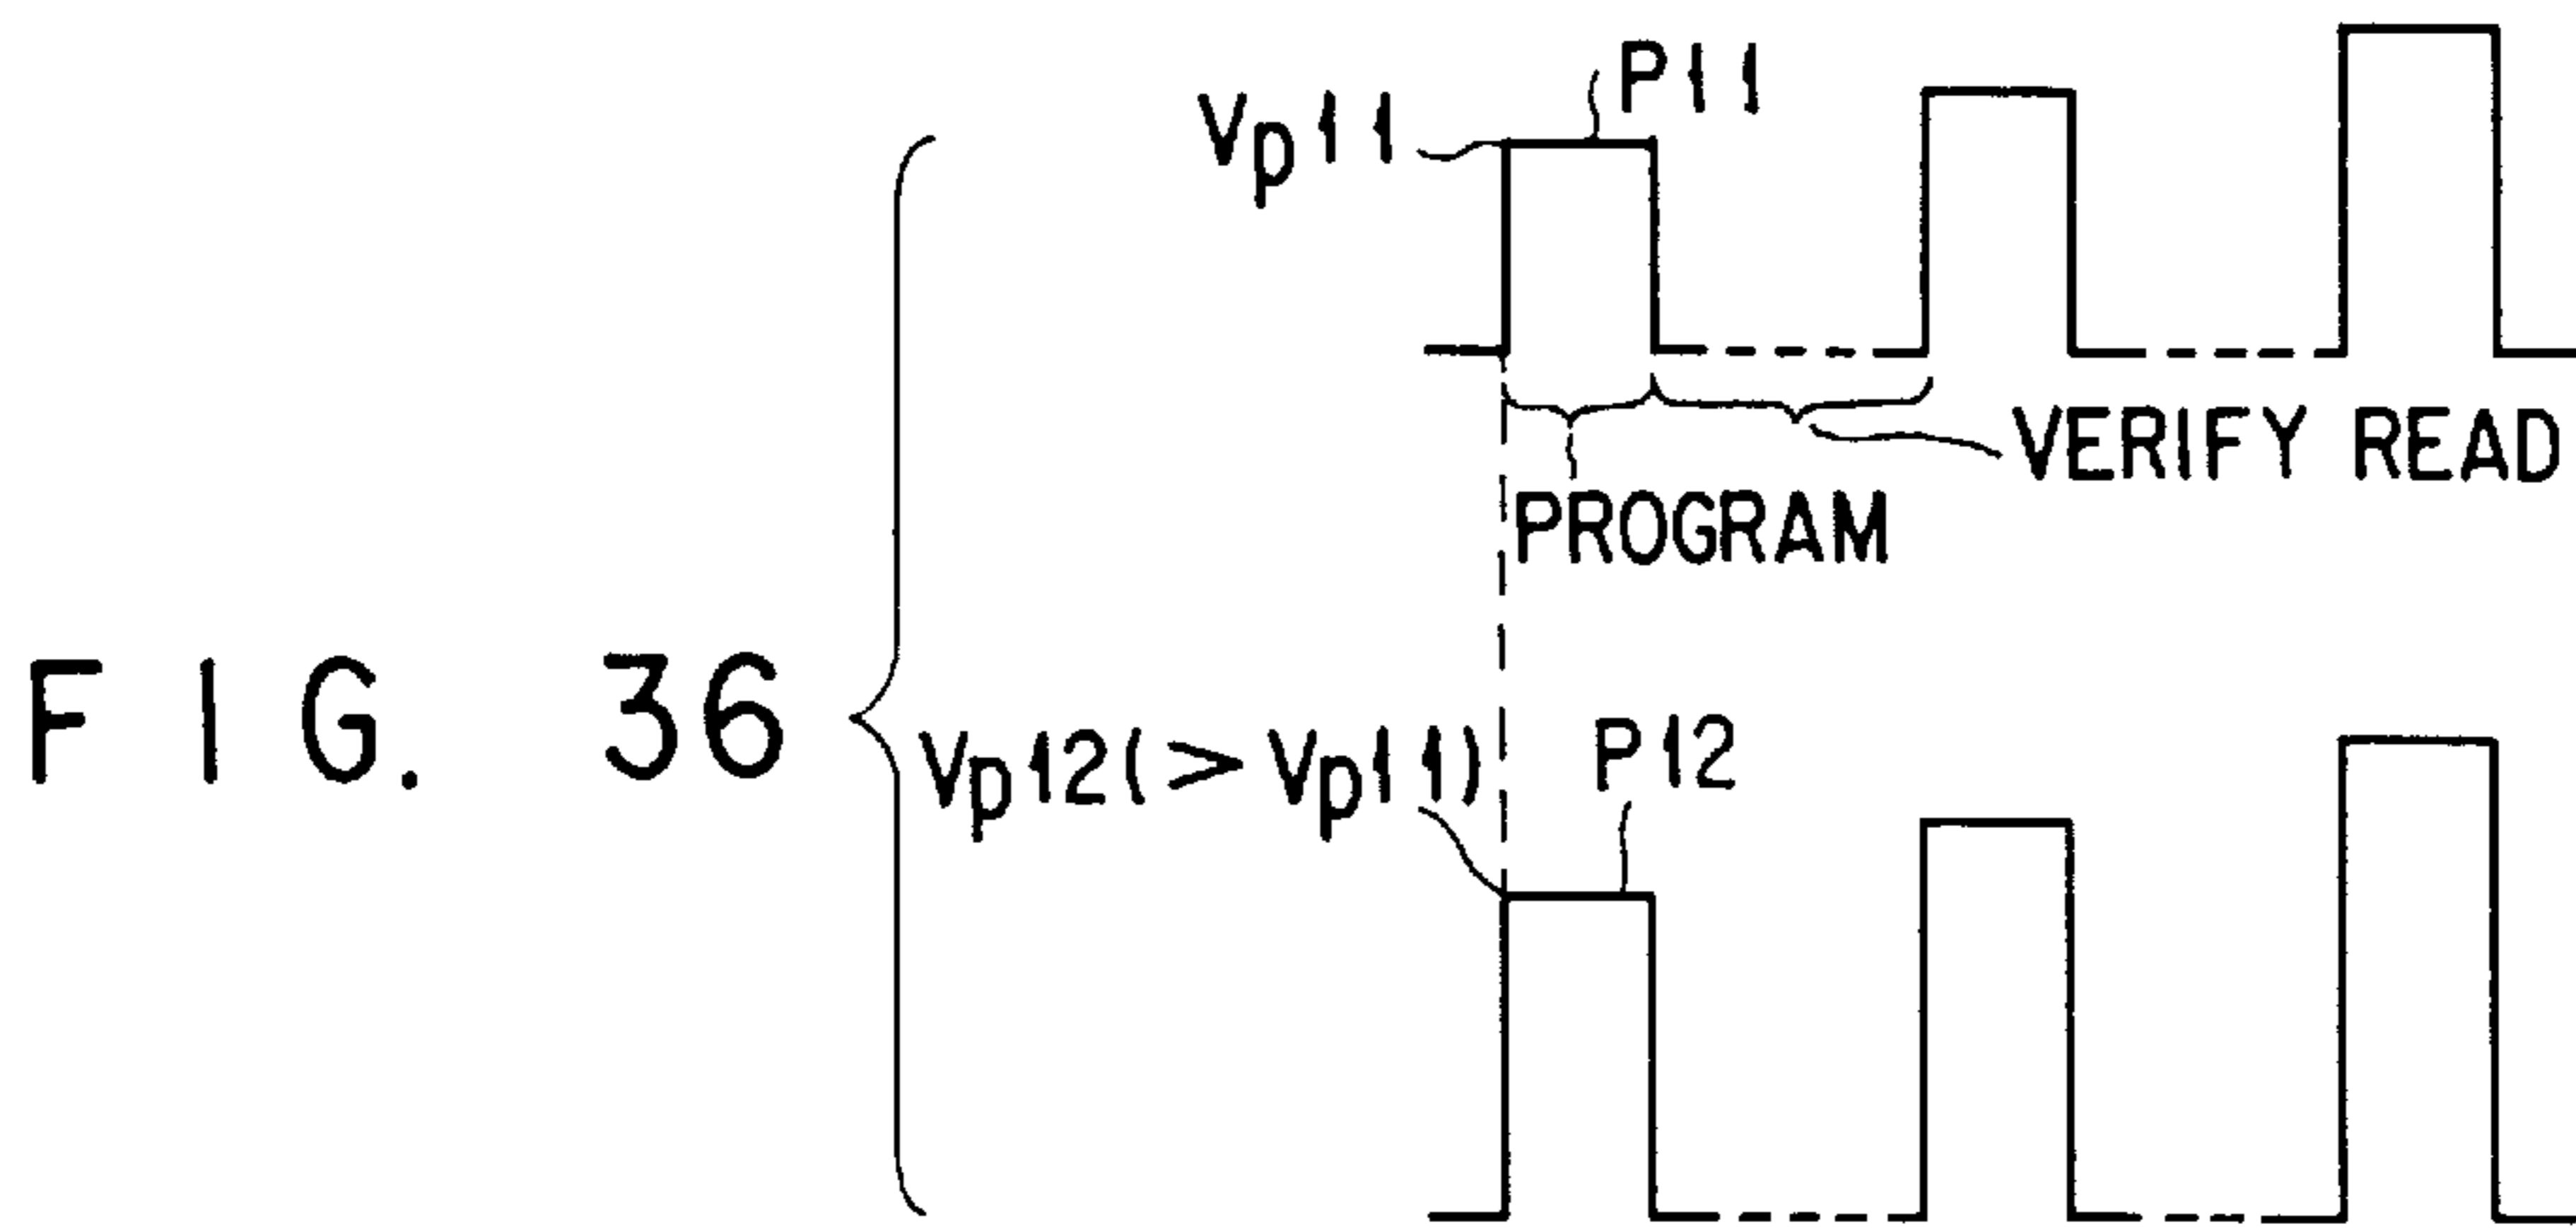 Vp11
P11
VERIFY READ
PROGRAM
FIG. 36
Vp12(> Vp11)
P12